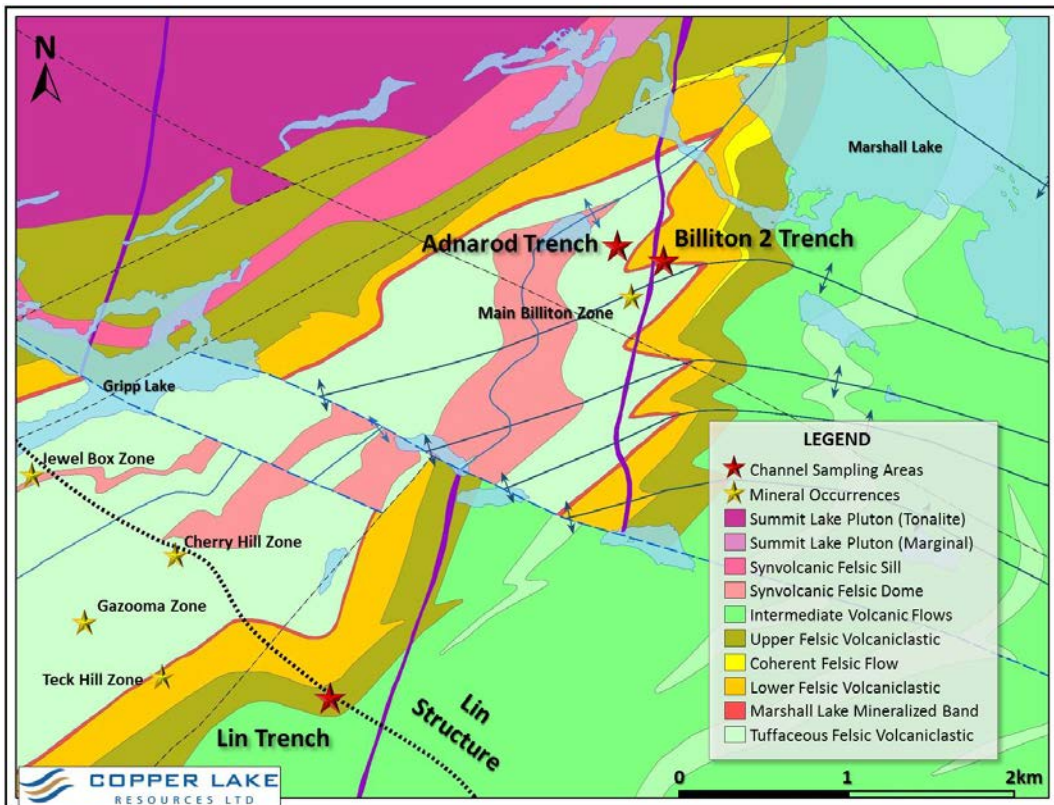 N
Marshall Lake
Adnarod Trench
Billiton 2 Trench
Main Billiton Zone
Gripp Lake
Jewel Box Zone
Cherry Hill Zone
Gazooma Zone
Teck Hill Zone
Lin Trench
Lin
Structure
LEGEND
Channel Sampling Areas
Mineral Occurrences
Summit Lake Pluton (Tonalite)
Summit Lake Pluton (Marginal)
Synvolcanic Felsic Sill
Synvolcanic Felsic Dome
Intermediate Volcanic Flows
Upper Felsic Volcaniclastic
Coherent Felsic Flow
Lower Felsic Volcaniclastic
Marshall Lake Mineralized Band
Tuffaceous Felsic Volcaniclastic
0 1 2km
COPPER LAKE
RESOURCES LTD